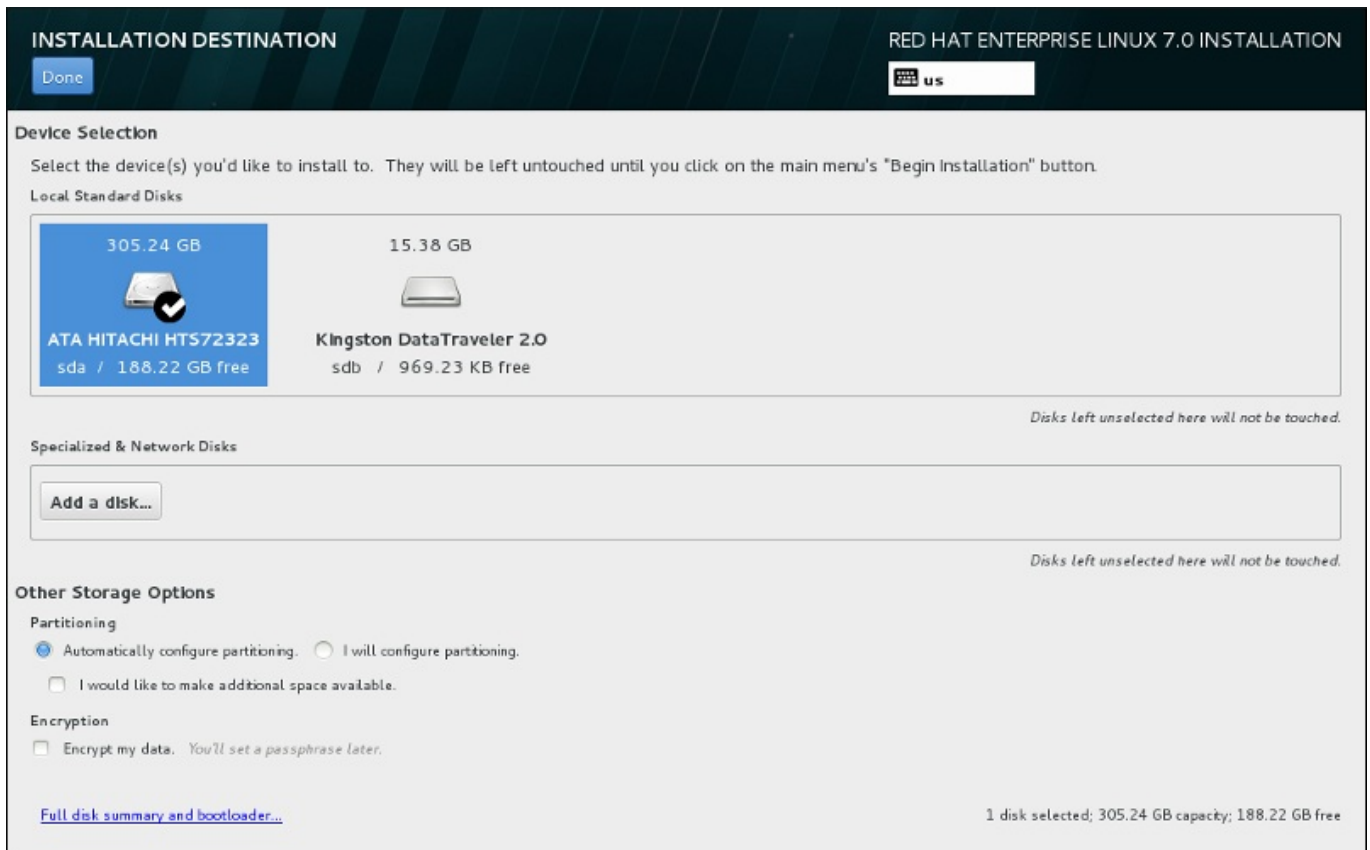 INSTALLATION DESTINATION
RED HAT ENTERPRISE LINUX 7.0 INSTALLATION
Done
us
Device Selection
Select the device(s) you'd like to install to. They will be left untouched until you click on the main menu's "Begin Installation" button.
Local Standard Disks
305.24 GB
ATA HITACHI HTS72323
sda / 188.22 GB free
15.38 GB
Kingston DataTraveler 2.0
sdb / 969.23 KB free
Disks left unselected here will not be touched.
Specialized & Network Disks
Add a disk...
Disks left unselected here will not be touched.
Other Storage Options
Partitioning
Automatically configure partitioning. I will configure partitioning.
I would like to make additional space available.
Encryption
Encrypt my data. You'll set a passphrase later.
Full disk summary and bootloader...
1 disk selected; 305.24 GB capacity; 188.22 GB free